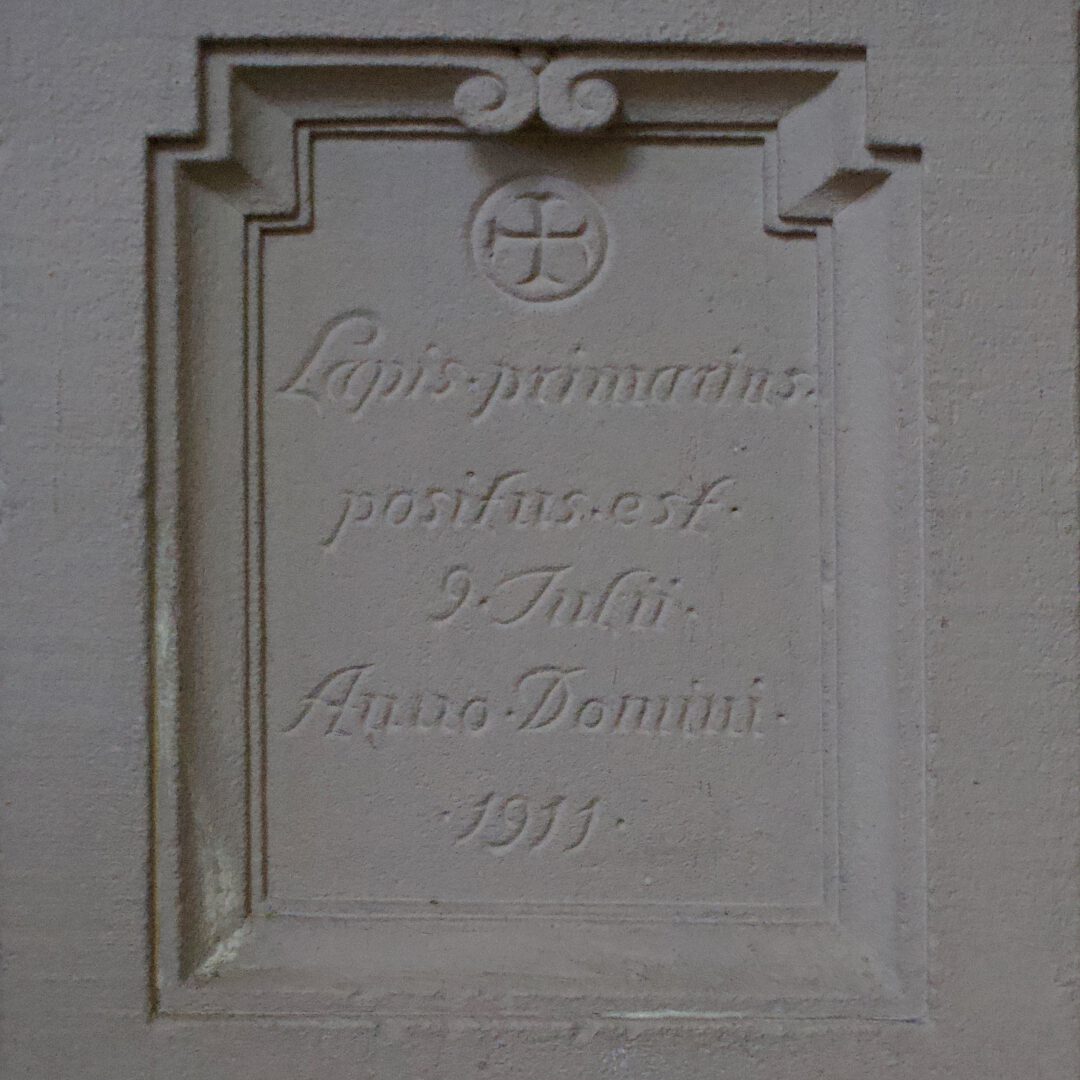 Lapis·primarius·
positus·est·
9·Julii·
Anno·Domini·
·1911·